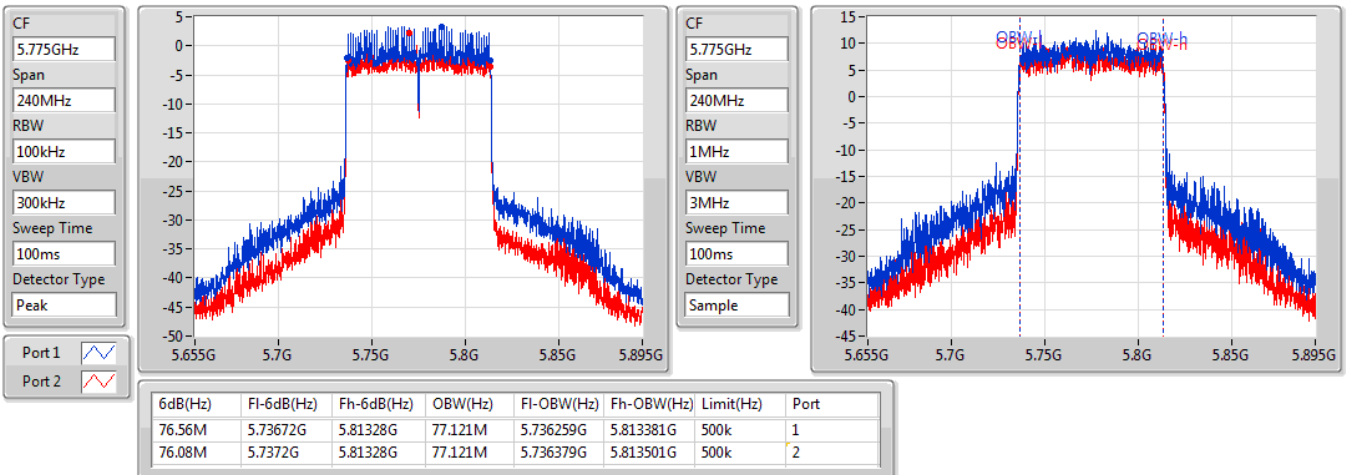 CF
5.775GHz
Span
240MHz
RBW
100kHz
VBW
300kHz
Sweep Time
100ms
Detector Type
Peak
Port 1
Port 2
5
0
-5
-10
-15
-20
-25
-30
-35
-40
-45
-50
5.655G 5.7G 5.75G 5.8G 5.85G 5.895G
CF
5.775GHz
Span
240MHz
RBW
1MHz
VBW
3MHz
Sweep Time
100ms
Detector Type
Sample
15
10
5
0
-5
-10
-15
-20
-25
-30
-35
-40
-45
OBW-l OBW-h
OBW-l OBW-h
5.655G 5.7G 5.75G 5.8G 5.85G 5.895G
6dB(Hz) Fl-6dB(Hz) Fh-6dB(Hz) OBW(Hz) Fl-OBW(Hz) Fh-OBW(Hz) Limit(Hz) Port
76.56M 5.73672G 5.81328G 77.121M 5.736259G 5.813381G 500k 1
76.08M 5.7372G 5.81328G 77.121M 5.736379G 5.813501G 500k 2